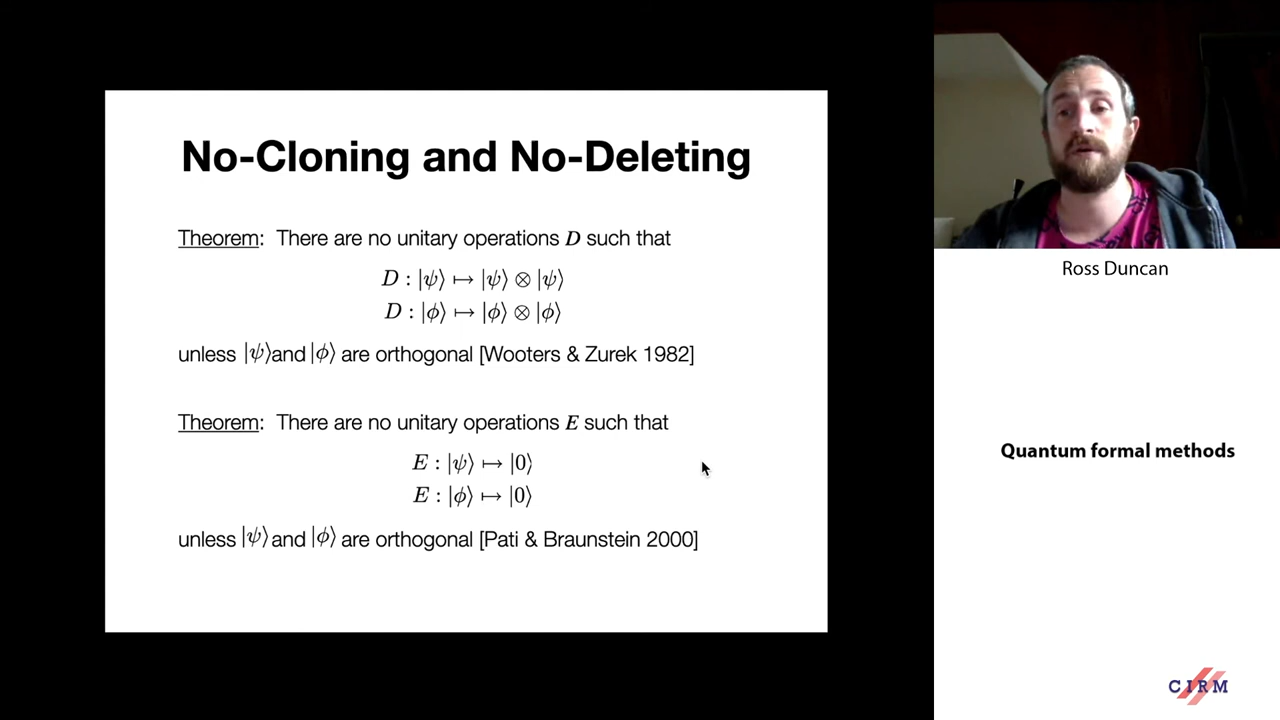 No-Cloning and No-Deleting
Theorem: There are no unitary operations D such that
D : |ψ⟩ ↦ |ψ⟩ ⊗ |ψ⟩
D : |ϕ⟩ ↦ |ϕ⟩ ⊗ |ϕ⟩
unless |ψ⟩ and |ϕ⟩ are orthogonal [Wooters & Zurek 1982]
Theorem: There are no unitary operations E such that
E : |ψ⟩ ↦ |0⟩
E : |ϕ⟩ ↦ |0⟩
unless |ψ⟩ and |ϕ⟩ are orthogonal [Pati & Braunstein 2000]
Ross Duncan
Quantum formal methods
CIRM